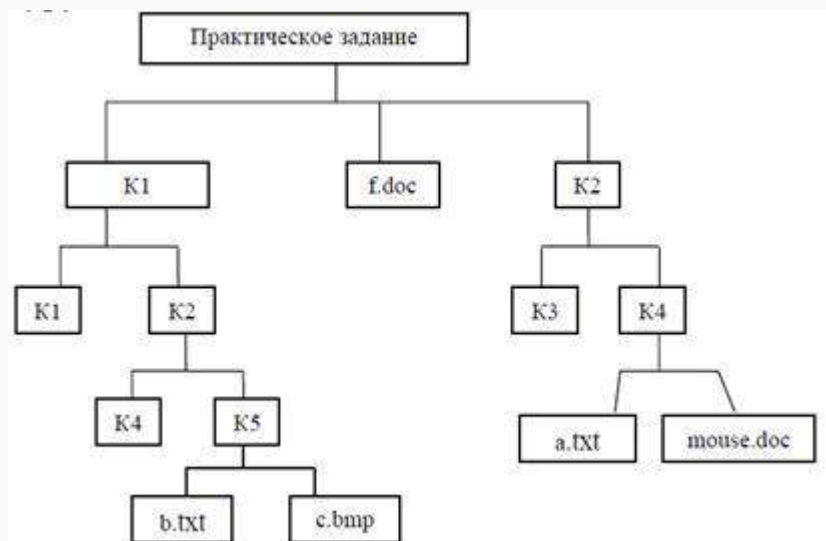 Практическое задание
К1
f.doc
К2
К1
К2
К3
К4
К4
К5
a.txt
mouse.doc
b.txt
c.bmp